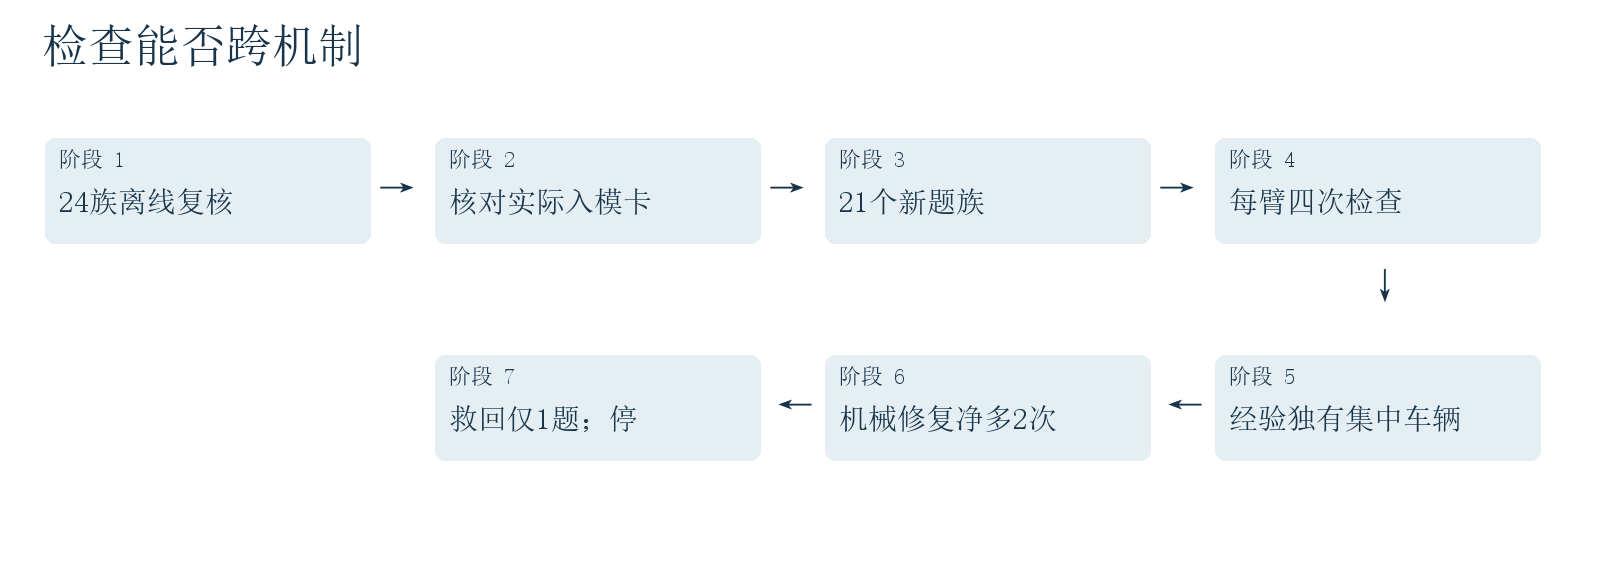 检查能否跨机制
阶段 1
24族离线复核
阶段 2
核对实际入模卡
阶段 3
21个新题族
阶段 4
每臂四次检查
阶段 5
经验独有集中车辆
阶段 6
机械修复净多2次
阶段 7
救回仅1题；停